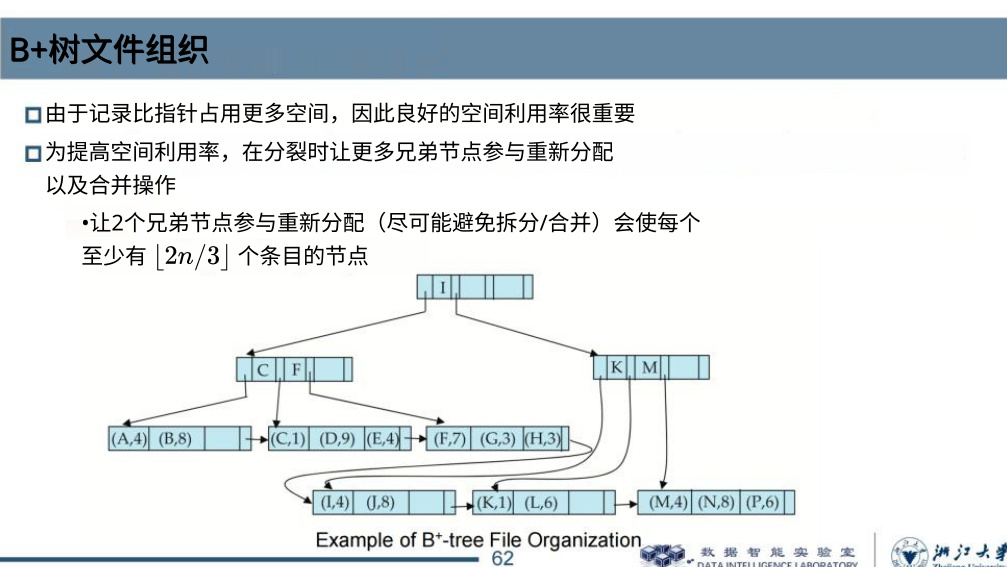 B+树文件组织
由于记录比指针占用更多空间，因此良好的空间利用率很重要
为提高空间利用率，在分裂时让更多兄弟节点参与重新分配
以及合并操作
•让2个兄弟节点参与重新分配（尽可能避免拆分/合并）会使每个
至少有 ⌊2n/3⌋ 个条目的节点
I
C F
K M
(A,4) (B,8)
(C,1) (D,9) (E,4)
(F,7) (G,3) (H,3)
(I,4) (J,8)
(K,1) (L,6)
(M,4) (N,8) (P,6)
Example of B+-tree File Organization
62
数据智能实验室
DATA INTELLIGENCE LABORATORY
浙江大学
Zhejiang University